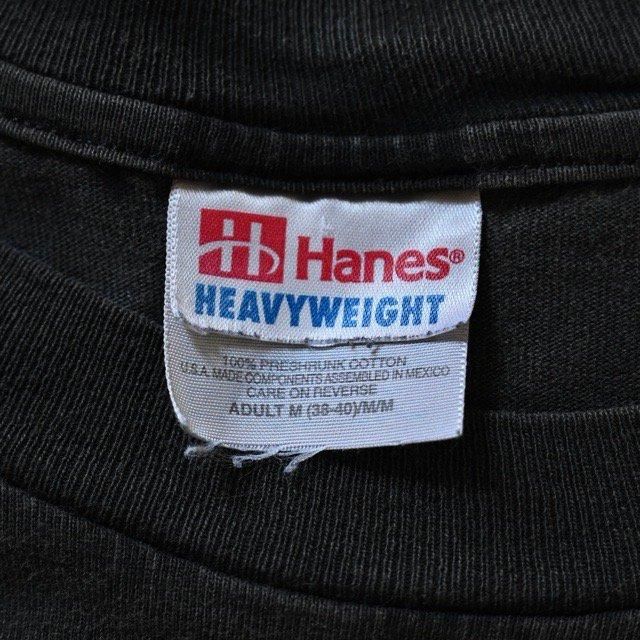 H Hanes®
HEAVYWEIGHT
100% PRESHRUNK COTTON
U.S.A. MADE COMPONENTS ASSEMBLED IN MEXICO
CARE ON REVERSE
ADULT M (38-40)/M/M